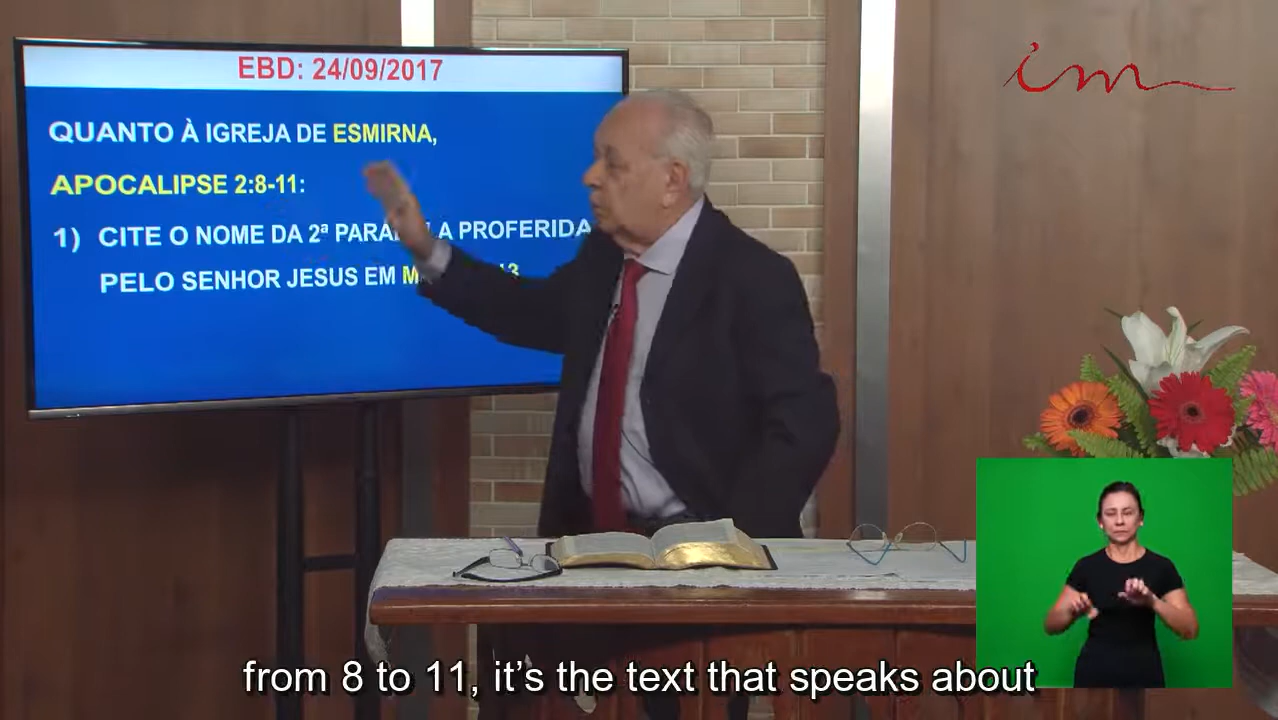 EBD: 24/09/2017
im
QUANTO À IGREJA DE ESMIRNA,
APOCALIPSE 2:8-11:
1) CITE O NOME DA 2ª A PROFERIDA
PELO SENHOR JESUS EM
from 8 to 11, it's the text that speaks about